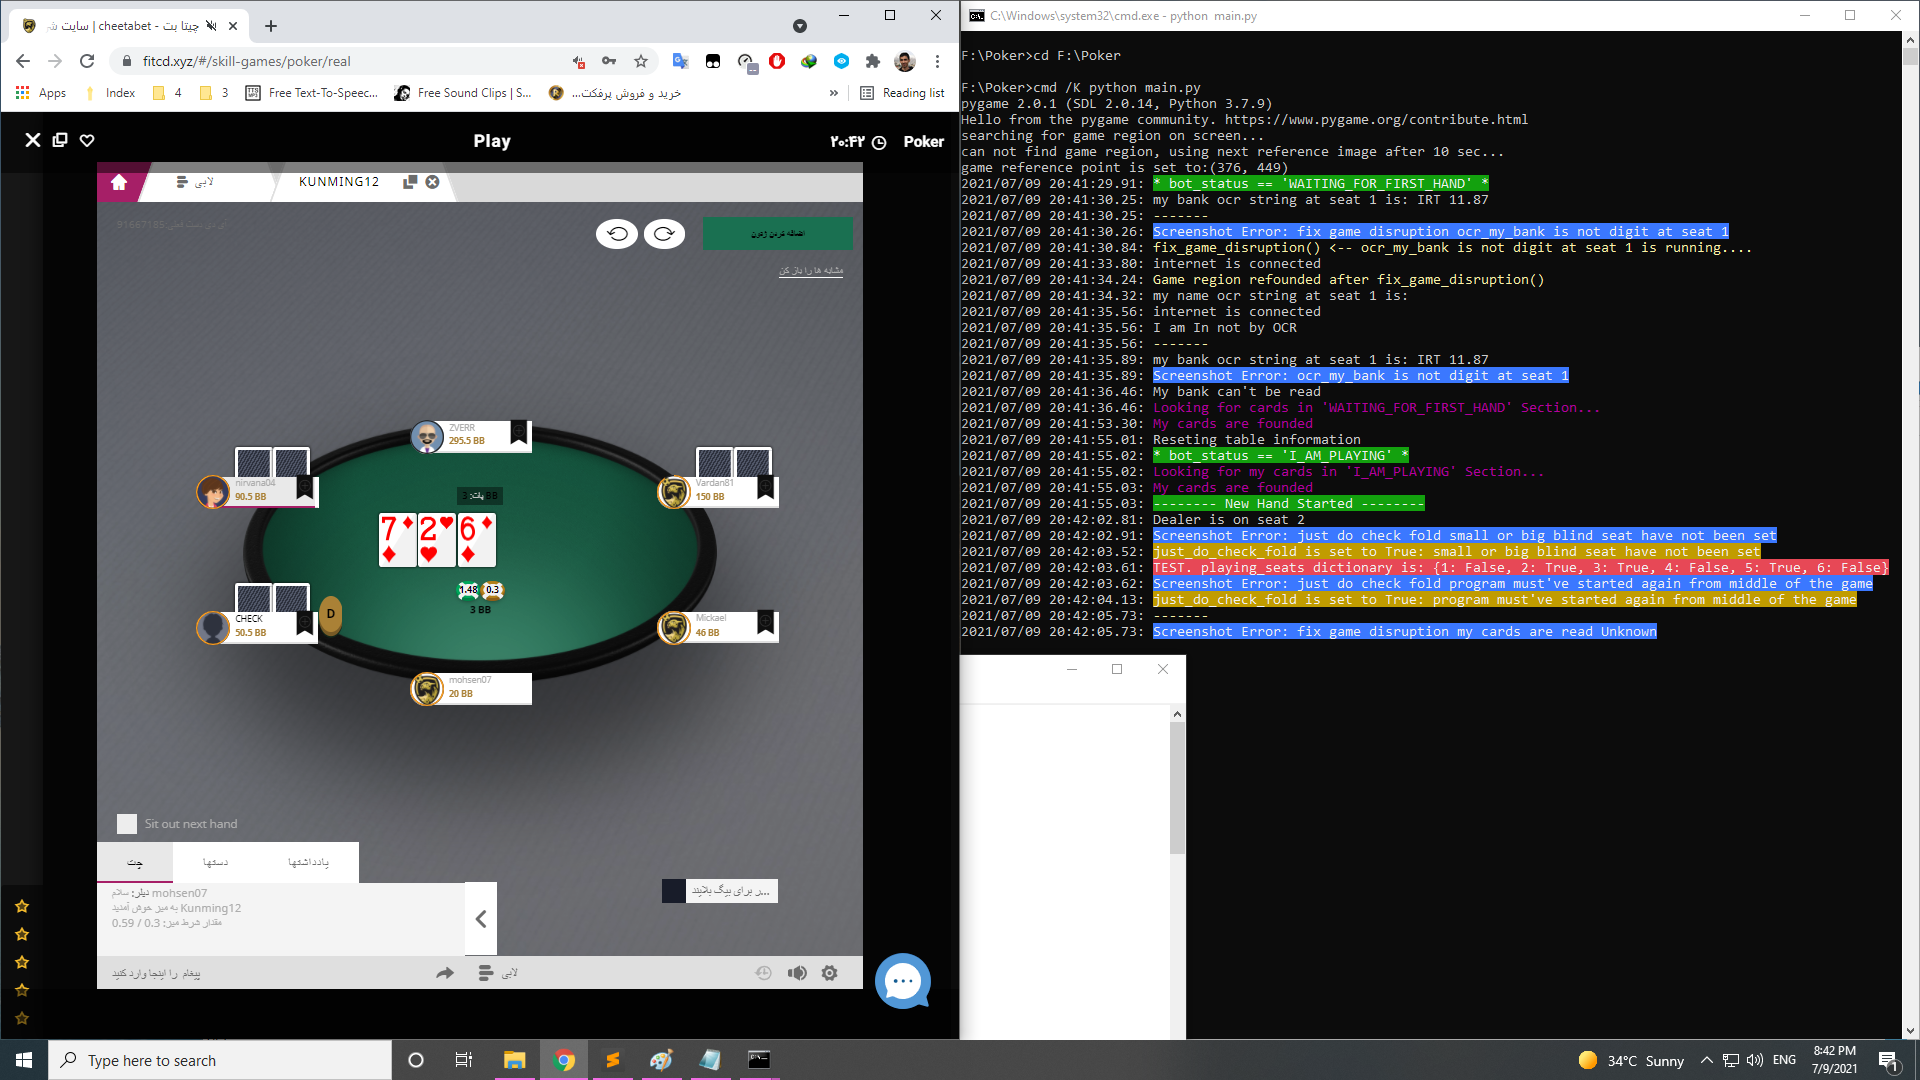 چیتا بت - cheetabet | سایت
fitcd.xyz/#/skill-games/poker/real
Apps
Index
4
3
Free Text-To-Speec...
Free Sound Clips | S...
خرید و فروش پرفکت...
»
Reading list
Play
۲۰:۴۲
Poker
لابی
KUNMING12
اضافه کردن ژتون
مشابه ها را باز کن
ZVERR
295.5 BB
nirvana04
90.5 BB
Vardan81
150 BB
پات: 3 BB
7 2 6
1.48 0.3
3 BB
CHECK
50.5 BB
D
Mickael
46 BB
mohsen07
20 BB
Sit out next hand
چت
دستها
یادداشتها
دیلر: سلام mohsen07
به میز خوش آمدید Kunming12
مقدار شرط میز: 0.3 / 0.59
...ر برای بیگ بلایند
پیغام را اینجا وارد کنید
لابی
C:\Windows\system32\cmd.exe - python  main.py
F:\Poker>cd F:\Poker
F:\Poker>cmd /K python main.py
pygame 2.0.1 (SDL 2.0.14, Python 3.7.9)
Hello from the pygame community. https://www.pygame.org/contribute.html
searching for game region on screen...
can not find game region, using next reference image after 10 sec...
game reference point is set to:(376, 449)
2021/07/09 20:41:29.91: * bot_status == 'WAITING_FOR_FIRST_HAND' *
2021/07/09 20:41:30.25: my bank ocr string at seat 1 is: IRT 11.87
2021/07/09 20:41:30.25: -------
2021/07/09 20:41:30.26: Screenshot Error: fix game disruption ocr_my_bank is not digit at seat 1
2021/07/09 20:41:30.84: fix_game_disruption() <-- ocr_my_bank is not digit at seat 1 is running....
2021/07/09 20:41:33.80: internet is connected
2021/07/09 20:41:34.24: Game region refounded after fix_game_disruption()
2021/07/09 20:41:34.32: my name ocr string at seat 1 is:
2021/07/09 20:41:35.56: internet is connected
2021/07/09 20:41:35.56: I am In not by OCR
2021/07/09 20:41:35.56: -------
2021/07/09 20:41:35.89: my bank ocr string at seat 1 is: IRT 11.87
2021/07/09 20:41:35.89: Screenshot Error: ocr_my_bank is not digit at seat 1
2021/07/09 20:41:36.46: My bank can't be read
2021/07/09 20:41:36.46: Looking for cards in 'WAITING_FOR_FIRST_HAND' Section...
2021/07/09 20:41:53.30: My cards are founded
2021/07/09 20:41:55.01: Reseting table information
2021/07/09 20:41:55.02: * bot_status == 'I_AM_PLAYING' *
2021/07/09 20:41:55.02: Looking for my cards in 'I_AM_PLAYING' Section...
2021/07/09 20:41:55.03: My cards are founded
2021/07/09 20:41:55.03: -------- New Hand Started --------
2021/07/09 20:42:02.81: Dealer is on seat 2
2021/07/09 20:42:02.91: Screenshot Error: just do check fold small or big blind seat have not been set
2021/07/09 20:42:03.52: just_do_check_fold is set to True: small or big blind seat have not been set
2021/07/09 20:42:03.61: TEST. playing_seats dictionary is: {1: False, 2: True, 3: True, 4: False, 5: True, 6: False}
2021/07/09 20:42:03.62: Screenshot Error: just do check fold program must've started again from middle of the game
2021/07/09 20:42:04.13: just_do_check_fold is set to True: program must've started again from middle of the game
2021/07/09 20:42:05.73: -------
2021/07/09 20:42:05.73: Screenshot Error: fix game disruption my cards are read Unknown
Type here to search
34°C Sunny
ENG
8:42 PM
7/9/2021
1